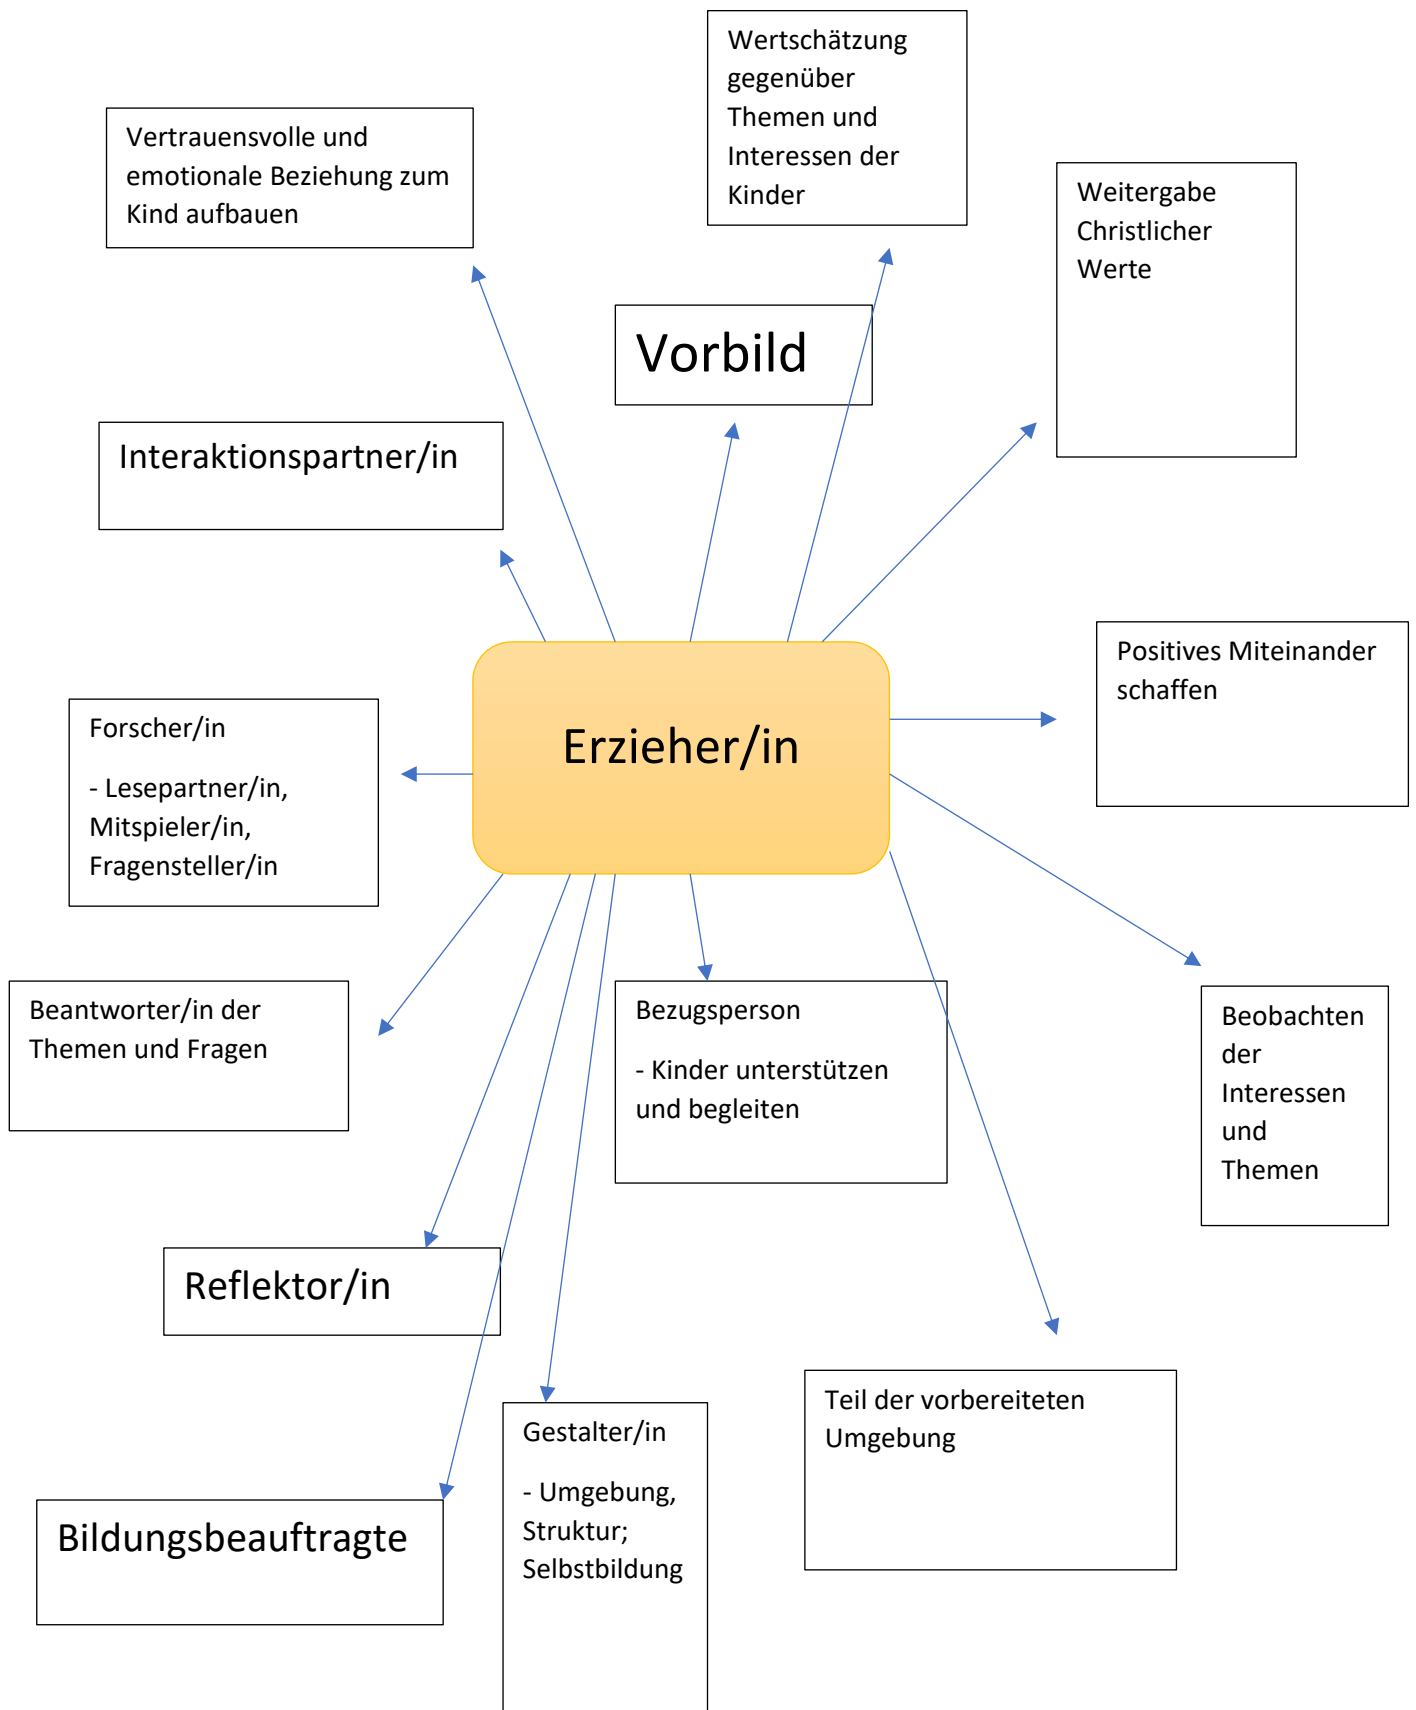 Wertschätzung
gegenüber
Themen und
Interessen der
Kinder
Vertrauensvolle und
emotionale Beziehung zum
Kind aufbauen
Weitergabe
Christlicher
Werte
Vorbild
Interaktionspartner/in
Positives Miteinander
schaffen
Erzieher/in
Forscher/in
- Lesepartner/in,
Mitspieler/in,
Fragensteller/in
Beantworter/in der
Themen und Fragen
Bezugsperson
- Kinder unterstützen
und begleiten
Beobachten
der
Interessen
und
Themen
Reflektor/in
Teil der vorbereiteten
Umgebung
Gestalter/in
- Umgebung,
Struktur;
Selbstbildung
Bildungsbeauftragte